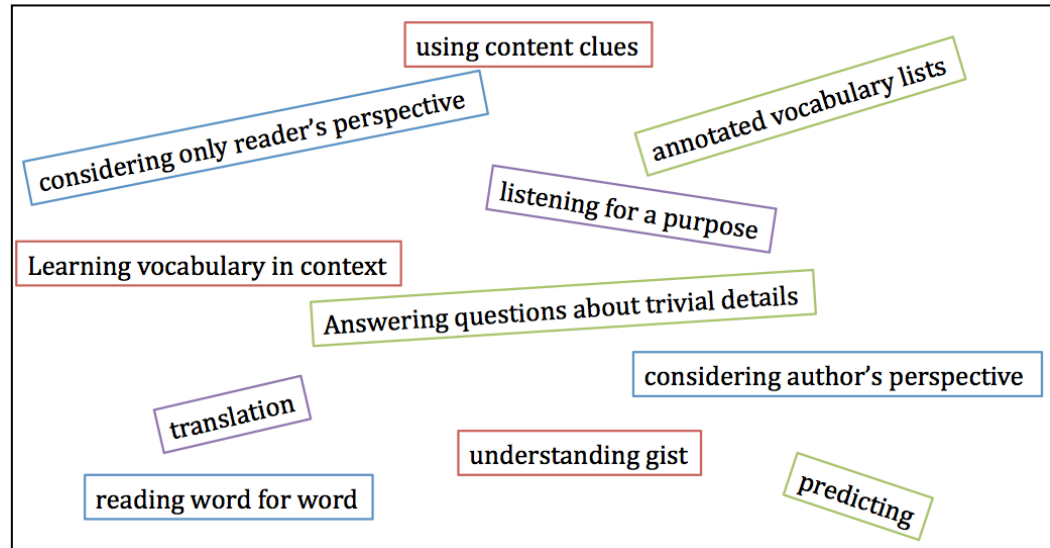 using content clues
annotated vocabulary lists
considering only reader's perspective
listening for a purpose
Learning vocabulary in context
Answering questions about trivial details
considering author's perspective
translation
understanding gist
reading word for word
predicting